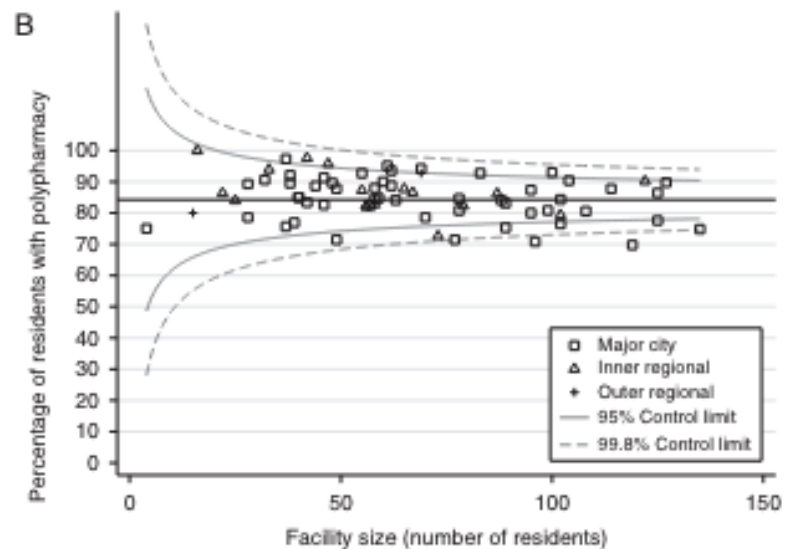 B
Percentage of residents with polypharmacy
100
90
80
70
60
50
40
30
20
10
0
Major city
Inner regional
Outer regional
95% Control limit
99.8% Control limit
0 50 100 150
Facility size (number of residents)